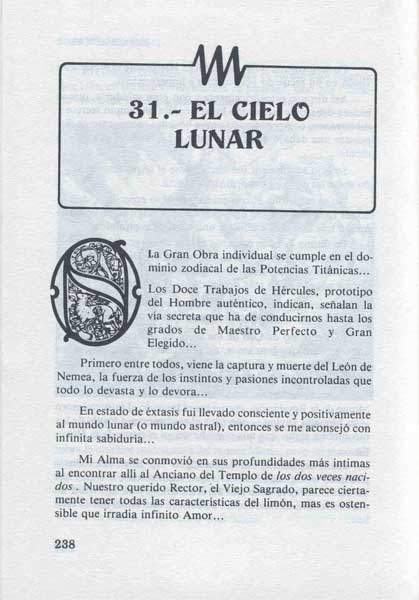 31.- EL CIELO
LUNAR
La Gran Obra individual se cumple en el do-
minio zodiacal de las Potencias Titánicas...
Los Doce Trabajos de Hércules, prototipo
del Hombre auténtico, indican, señalan la
vía secreta que ha de conducirnos hasta los
grados de Maestro Perfecto y Gran
Elegido...
Primero entre todos, viene la captura y muerte del León de
Nemea, la fuerza de los instintos y pasiones incontroladas que
todo lo devasta y lo devora...
En estado de éxtasis fui llevado consciente y positivamente
al mundo lunar (o mundo astral), entonces se me aconsejó con
infinita sabiduria...
Mi Alma se conmovió en sus profundidades más intimas
al encontrar alli al Anciano del Templo de los dos veces naci-
dos . Nuestro querido Rector, el Viejo Sagrado, parece cierta-
mente tener todas las características del limón, mas es osten-
sible que irradia infinito Amor...
238